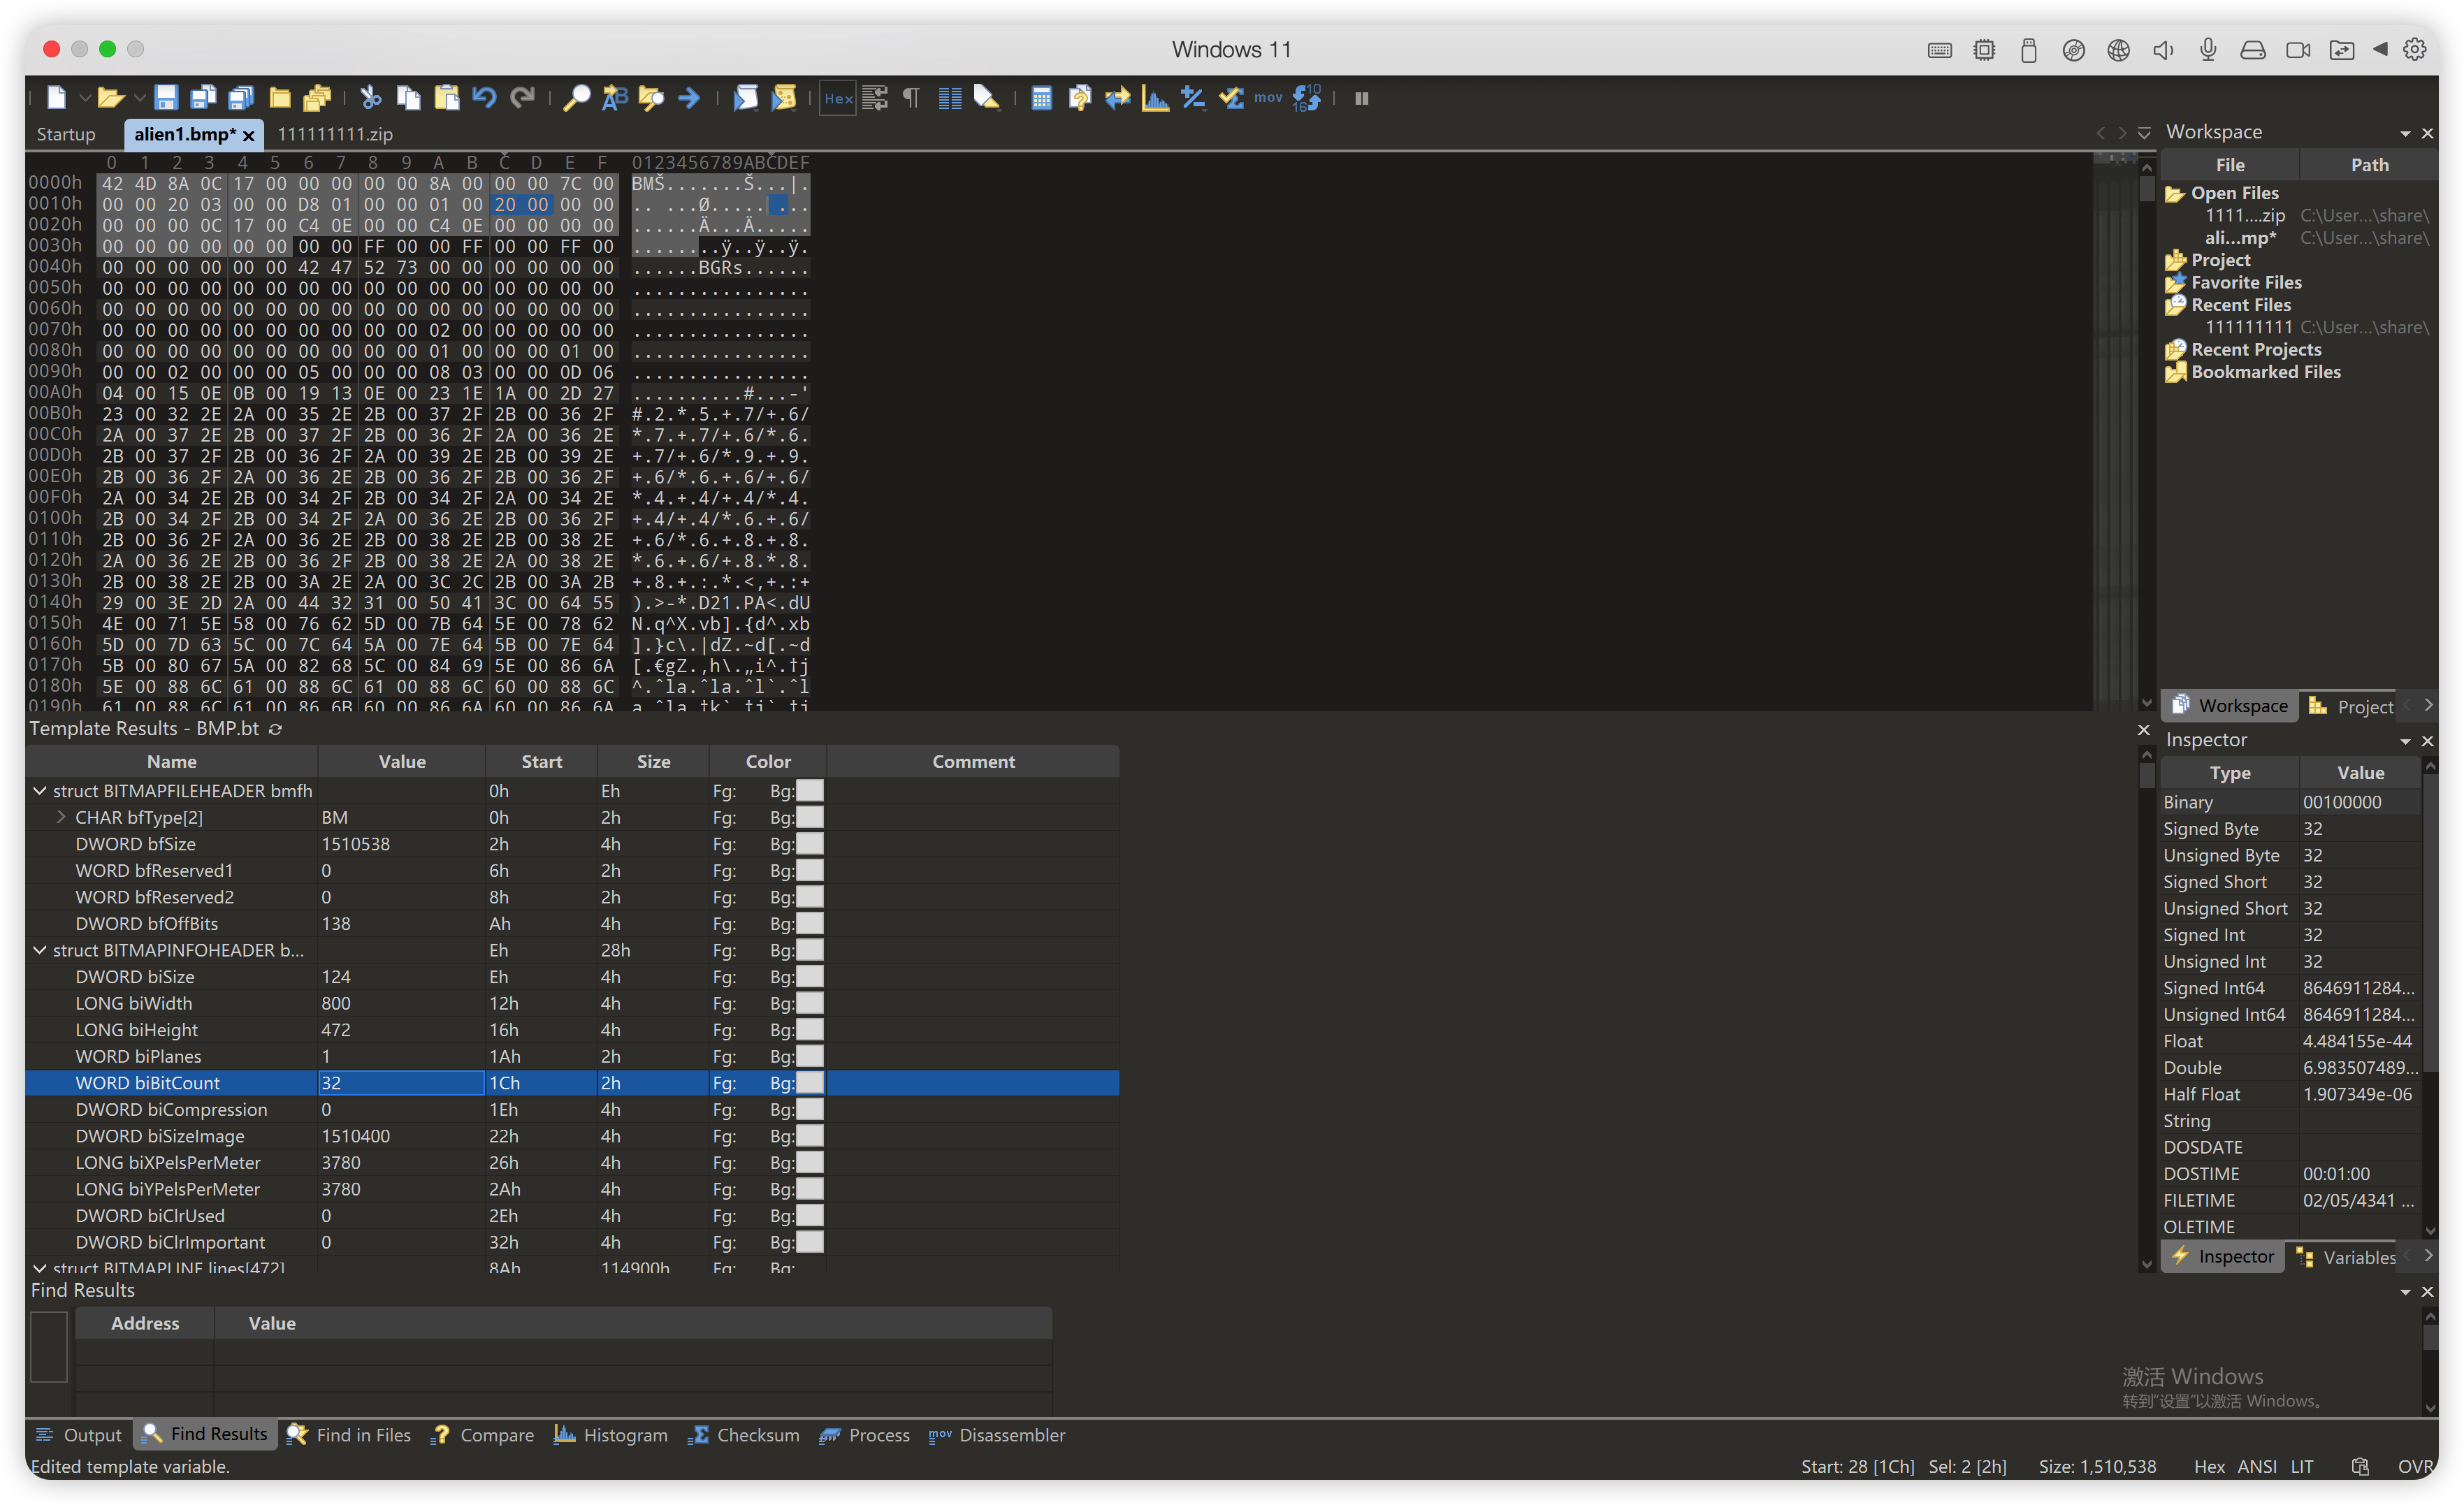 Windows 11
Hex
mov
Startup alien1.bmp* 111111111.zip
0 1 2 3 4 5 6 7 8 9 A B C D E F 0123456789ABCDEF
0000h 42 4D 8A 0C 17 00 00 00 00 00 8A 00 00 00 7C 00 BMŠ.......Š...|.
0010h 00 00 20 03 00 00 D8 01 00 00 01 00 20 00 00 00 .. ...Ø..... ...
0020h 00 00 00 0C 17 00 C4 0E 00 00 C4 0E 00 00 00 00 ......Ä...Ä.....
0030h 00 00 00 00 00 00 00 00 FF 00 00 FF 00 00 FF 00 ........ÿ..ÿ..ÿ.
0040h 00 00 00 00 00 00 42 47 52 73 00 00 00 00 00 00 ......BGRs......
0050h 00 00 00 00 00 00 00 00 00 00 00 00 00 00 00 00 ................
0060h 00 00 00 00 00 00 00 00 00 00 00 00 00 00 00 00 ................
0070h 00 00 00 00 00 00 00 00 00 00 02 00 00 00 00 00 ................
0080h 00 00 00 00 00 00 00 00 00 00 01 00 00 00 01 00 ................
0090h 00 00 02 00 00 00 05 00 00 00 08 03 00 00 0D 06 ................
00A0h 04 00 15 0E 0B 00 19 13 0E 00 23 1E 1A 00 2D 27 ..........#...-'
00B0h 23 00 32 2E 2A 00 35 2E 2B 00 37 2F 2B 00 36 2F #.2.*.5.+.7/+.6/
00C0h 2A 00 37 2E 2B 00 37 2F 2B 00 36 2F 2A 00 36 2E *.7.+.7/+.6/*.6.
00D0h 2B 00 37 2F 2B 00 36 2F 2A 00 39 2E 2B 00 39 2E +.7/+.6/*.9.+.9.
00E0h 2B 00 36 2F 2A 00 36 2E 2B 00 36 2F 2B 00 36 2F +.6/*.6.+.6/+.6/
00F0h 2A 00 34 2E 2B 00 34 2F 2B 00 34 2F 2A 00 34 2E *.4.+.4/+.4/*.4.
0100h 2B 00 34 2F 2B 00 34 2F 2A 00 36 2E 2B 00 36 2F +.4/+.4/*.6.+.6/
0110h 2B 00 36 2F 2A 00 36 2E 2B 00 38 2E 2B 00 38 2E +.6/*.6.+.8.+.8.
0120h 2A 00 36 2E 2B 00 36 2F 2B 00 38 2E 2A 00 38 2E *.6.+.6/+.8.*.8.
0130h 2B 00 38 2E 2B 00 3A 2E 2A 00 3C 2C 2B 00 3A 2B +.8.+.:.*.<,+.:+
0140h 29 00 3E 2D 2A 00 44 32 31 00 50 41 3C 00 64 55 ).>-*.D21.PA<.dU
0150h 4E 00 71 5E 58 00 76 62 5D 00 7B 64 5E 00 78 62 N.q^X.vb].{d^.xb
0160h 5D 00 7D 63 5C 00 7C 64 5A 00 7E 64 5B 00 7E 64 ].}c\.|dZ.~d[.~d
0170h 5B 00 80 67 5A 00 82 68 5C 00 84 69 5E 00 86 6A [.€gZ.‚h\.„i^.†j
0180h 5E 00 88 6C 61 00 88 6C 61 00 88 6C 60 00 88 6C ^.ˆla.ˆla.ˆl`.ˆl
0190h 61 00 88 6C 61 00 86 6B 60 00 86 6A 60 00 86 6A a.ˆla.†k`.†j`.†j
Template Results - BMP.bt
Name Value Start Size Color Comment
struct BITMAPFILEHEADER bmfh 0h Eh Fg: Bg:
CHAR bfType[2] BM 0h 2h Fg: Bg:
DWORD bfSize 1510538 2h 4h Fg: Bg:
WORD bfReserved1 0 6h 2h Fg: Bg:
WORD bfReserved2 0 8h 2h Fg: Bg:
DWORD bfOffBits 138 Ah 4h Fg: Bg:
struct BITMAPINFOHEADER b... Eh 28h Fg: Bg:
DWORD biSize 124 Eh 4h Fg: Bg:
LONG biWidth 800 12h 4h Fg: Bg:
LONG biHeight 472 16h 4h Fg: Bg:
WORD biPlanes 1 1Ah 2h Fg: Bg:
WORD biBitCount 32 1Ch 2h Fg: Bg:
DWORD biCompression 0 1Eh 4h Fg: Bg:
DWORD biSizeImage 1510400 22h 4h Fg: Bg:
LONG biXPelsPerMeter 3780 26h 4h Fg: Bg:
LONG biYPelsPerMeter 3780 2Ah 4h Fg: Bg:
DWORD biClrUsed 0 2Eh 4h Fg: Bg:
DWORD biClrImportant 0 32h 4h Fg: Bg:
struct BITMAPLINE lines[472] 8Ah 114900h Fg: Bg:
Workspace
File Path
Open Files
1111....zip C:\User...\share\
ali...mp* C:\User...\share\
Project
Favorite Files
Recent Files
111111111 C:\User...\share\
Recent Projects
Bookmarked Files
Workspace Project
Inspector
Type Value
Binary 00100000
Signed Byte 32
Unsigned Byte 32
Signed Short 32
Unsigned Short 32
Signed Int 32
Unsigned Int 32
Signed Int64 8646911284...
Unsigned Int64 8646911284...
Float 4.484155e-44
Double 6.983507489...
Half Float 1.907349e-06
String
DOSDATE
DOSTIME 00:01:00
FILETIME 02/05/4341 ...
OLETIME
Inspector Variables
Find Results
Address Value
激活 Windows
转到"设置"以激活 Windows。
Output Find Results Find in Files Compare Histogram Checksum Process Disassembler
Edited template variable. Start: 28 [1Ch] Sel: 2 [2h] Size: 1,510,538 Hex ANSI LIT OVR